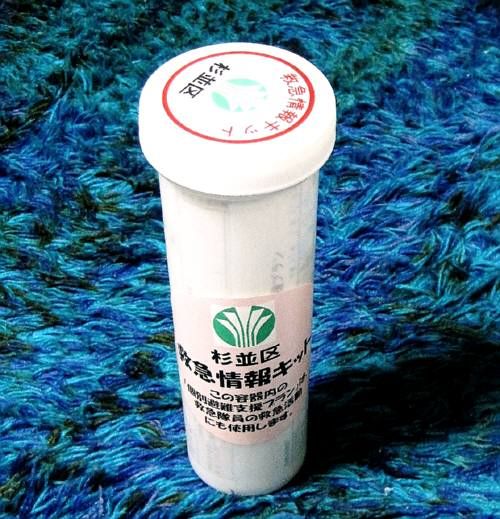 杉並区
救急情報キット
杉並区
救急情報キット
この容器内の
「個別避難支援プラン」は
救急隊員の救急活動
にも使用します。